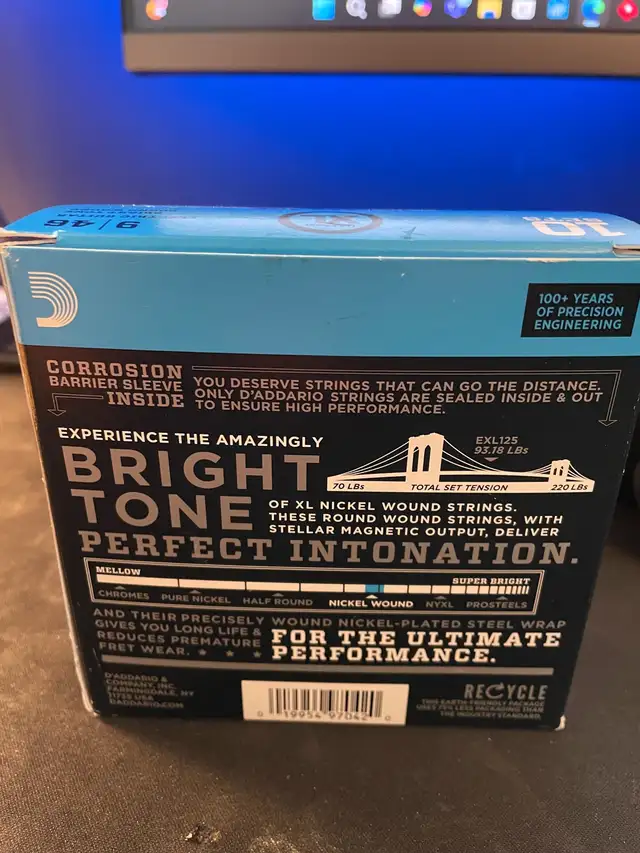 9|46
10
SETS
XL
100+ YEARS
OF PRECISION
ENGINEERING
CORROSION
BARRIER SLEEVE
INSIDE
YOU DESERVE STRINGS THAT CAN GO THE DISTANCE.
ONLY D'ADDARIO STRINGS ARE SEALED INSIDE & OUT
TO ENSURE HIGH PERFORMANCE.
EXPERIENCE THE AMAZINGLY
BRIGHT
TONE
EXL125
93.18 LBs
70 LBs TOTAL SET TENSION 220 LBs
OF XL NICKEL WOUND STRINGS.
THESE ROUND WOUND STRINGS, WITH
STELLAR MAGNETIC OUTPUT, DELIVER
PERFECT INTONATION.
MELLOW SUPER BRIGHT
CHROMES PURE NICKEL HALF ROUND NICKEL WOUND NYXL PROSTEELS
AND THEIR PRECISELY WOUND NICKEL-PLATED STEEL WRAP
GIVES YOU LONG LIFE &
REDUCES PREMATURE
FRET WEAR.
FOR THE ULTIMATE
PERFORMANCE.
D'ADDARIO &
COMPANY, INC.
FARMINGDALE, NY
11735 USA
DADDARIO.COM
0 19954 97042 0
RECYCLE
THIS EARTH-FRIENDLY PACKAGE
USES 75% LESS PACKAGING THAN
THE INDUSTRY STANDARD.